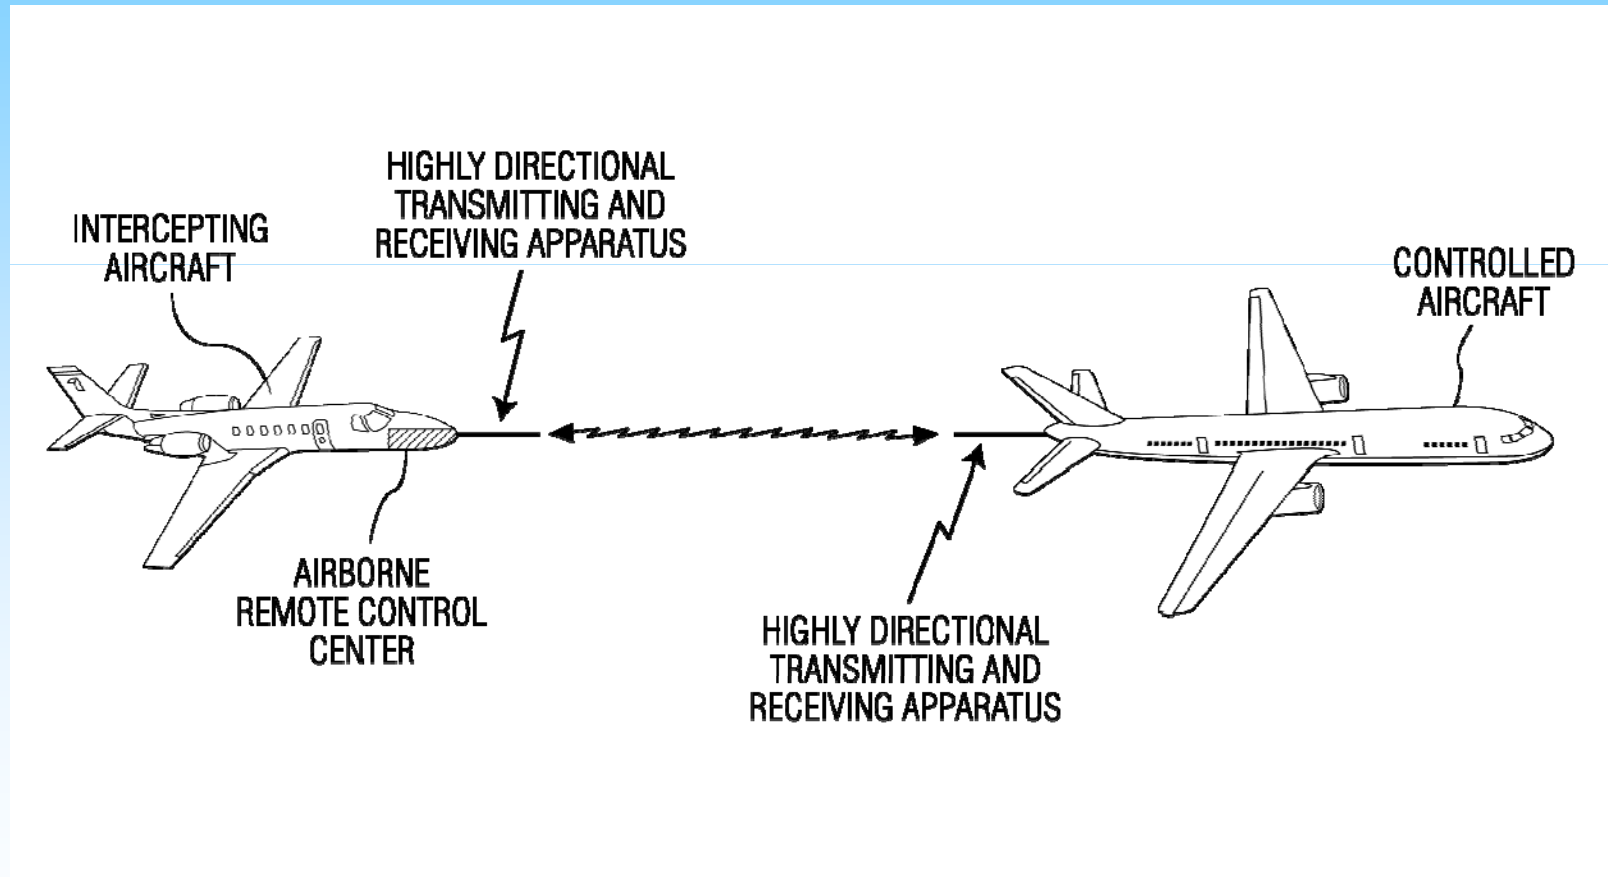 HIGHLY DIRECTIONAL
TRANSMITTING AND
RECEIVING APPARATUS
INTERCEPTING
AIRCRAFT
CONTROLLED
AIRCRAFT
AIRBORNE
REMOTE CONTROL
CENTER
HIGHLY DIRECTIONAL
TRANSMITTING AND
RECEIVING APPARATUS